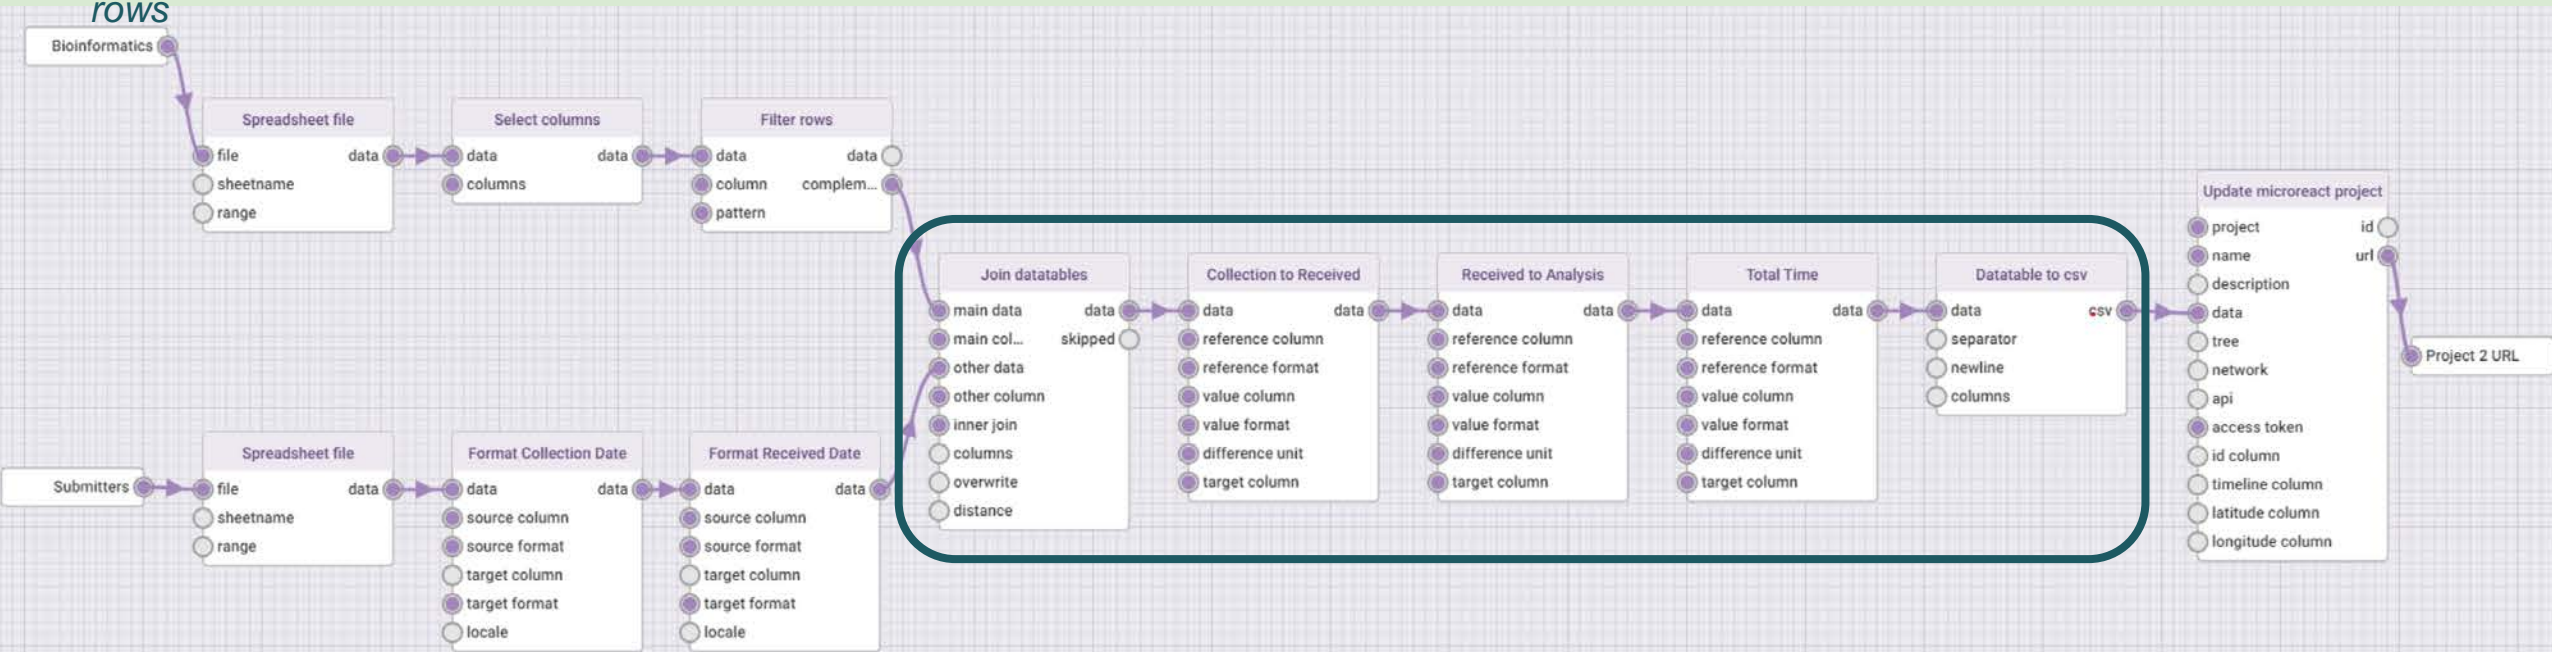 rows
Bioinformatics
Spreadsheet file
file data
sheetname
range
Select columns
data data
columns
Filter rows
data data
column complem...
pattern
Submitters
Spreadsheet file
file data
sheetname
range
Format Collection Date
data data
source column
source format
target column
target format
locale
Format Received Date
data data
source column
source format
target column
target format
locale
Join datatables
main data data
main col... skipped
other data
other column
inner join
columns
overwrite
distance
Collection to Received
data data
reference column
reference format
value column
value format
difference unit
target column
Received to Analysis
data data
reference column
reference format
value column
value format
difference unit
target column
Total Time
data data
reference column
reference format
value column
value format
difference unit
target column
Datatable to csv
data csv
separator
newline
columns
Update microreact project
project id
name url
description
data
tree
network
api
access token
id column
timeline column
latitude column
longitude column
Project 2 URL